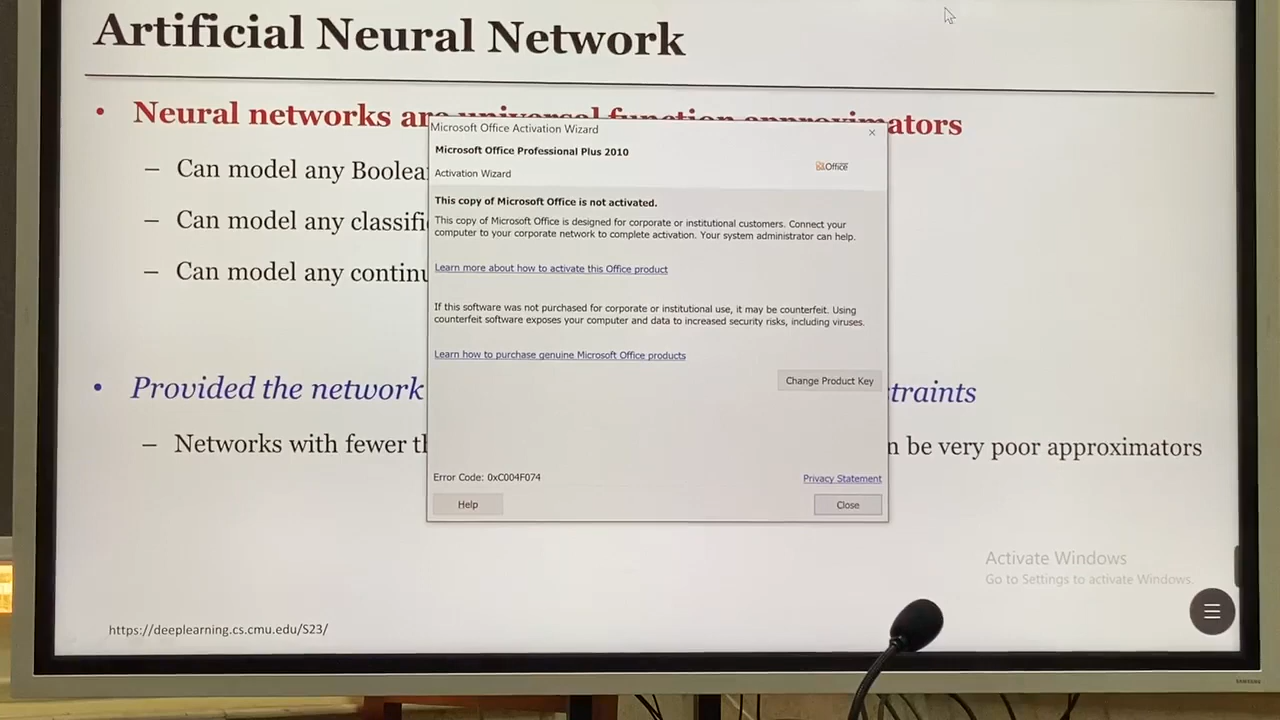 Artificial Neural Network
• Neural networks are universal function approximators
– Can model any Boolea
– Can model any classifi
– Can model any continu
• Provided the network
traints
– Networks with fewer th
n be very poor approximators
https://deeplearning.cs.cmu.edu/S23/
Microsoft Office Activation Wizard
Microsoft Office Professional Plus 2010
Office
Activation Wizard
This copy of Microsoft Office is not activated.
This copy of Microsoft Office is designed for corporate or institutional customers. Connect your
computer to your corporate network to complete activation. Your system administrator can help.
Learn more about how to activate this Office product
If this software was not purchased for corporate or institutional use, it may be counterfeit. Using
counterfeit software exposes your computer and data to increased security risks, including viruses.
Learn how to purchase genuine Microsoft Office products
Change Product Key
Error Code: 0xC004F074
Privacy Statement
Help
Close
Activate Windows
Go to Settings to activate Windows.
SAMSUNG